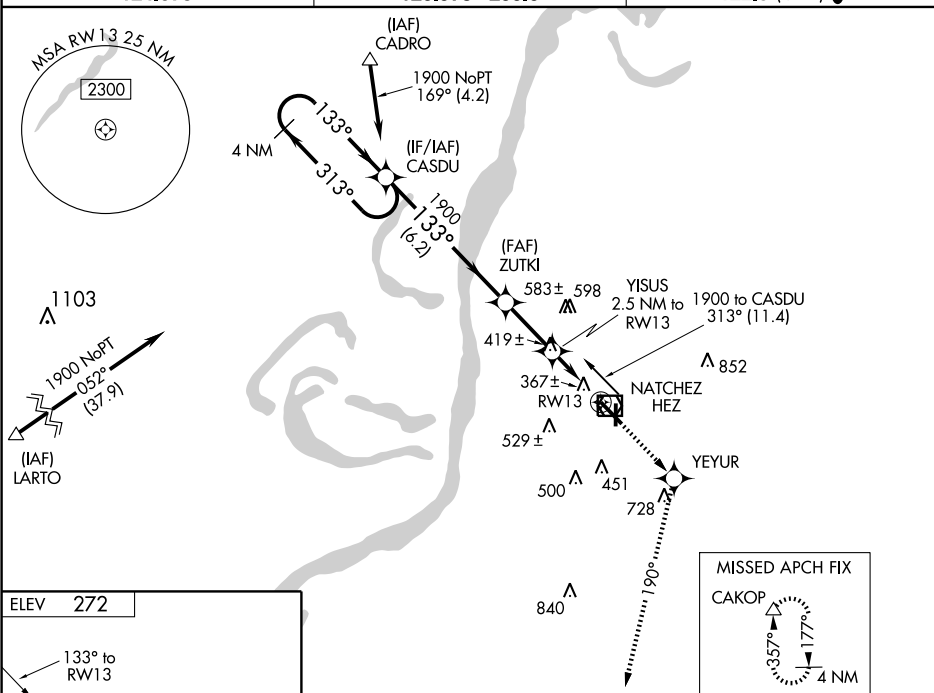 MSA RW13 25 NM
2300
(IAF)
CADRO
1900 NoPT
169° (4.2)
4 NM
133°
313°
(IF/IAF)
CASDU
1900
133°
(6.2)
(FAF)
ZUTKI
583± 598
YISUS
2.5 NM to
RW13
1900 to CASDU
313° (11.4)
1103
419±
852
1900 NoPT
052°
(37.9)
367±
RW13
NATCHEZ
HEZ
(IAF)
LARTO
529±
YEYUR
500
451
728
190°
840
MISSED APCH FIX
CAKOP
357°
177°
4 NM
ELEV 272
133° to
RW13